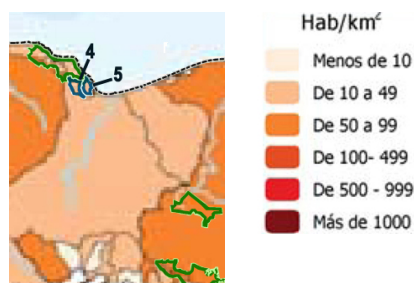 4
5
Hab/km²
Menos de 10
De 10 a 49
De 50 a 99
De 100- 499
De 500 - 999
Más de 1000